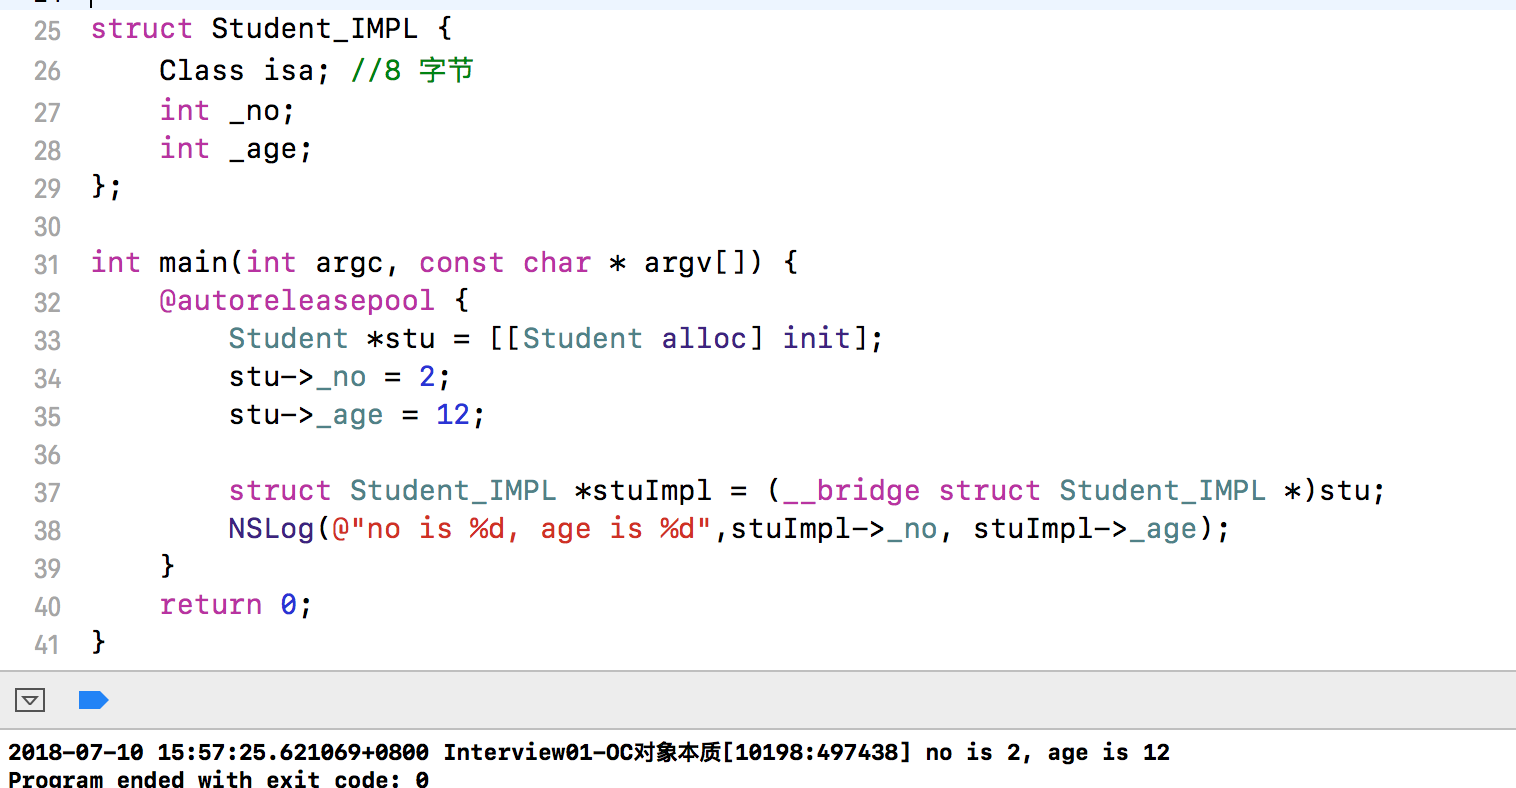 25 struct Student_IMPL {
26     Class isa; //8 字节
27     int _no;
28     int _age;
29 };
30
31 int main(int argc, const char * argv[]) {
32     @autoreleasepool {
33         Student *stu = [[Student alloc] init];
34         stu->_no = 2;
35         stu->_age = 12;
36
37         struct Student_IMPL *stuImpl = (__bridge struct Student_IMPL *)stu;
38         NSLog(@"no is %d, age is %d",stuImpl->_no, stuImpl->_age);
39     }
40     return 0;
41 }
2018-07-10 15:57:25.621069+0800 Interview01-OC对象本质[10198:497438] no is 2, age is 12
Program ended with exit code: 0